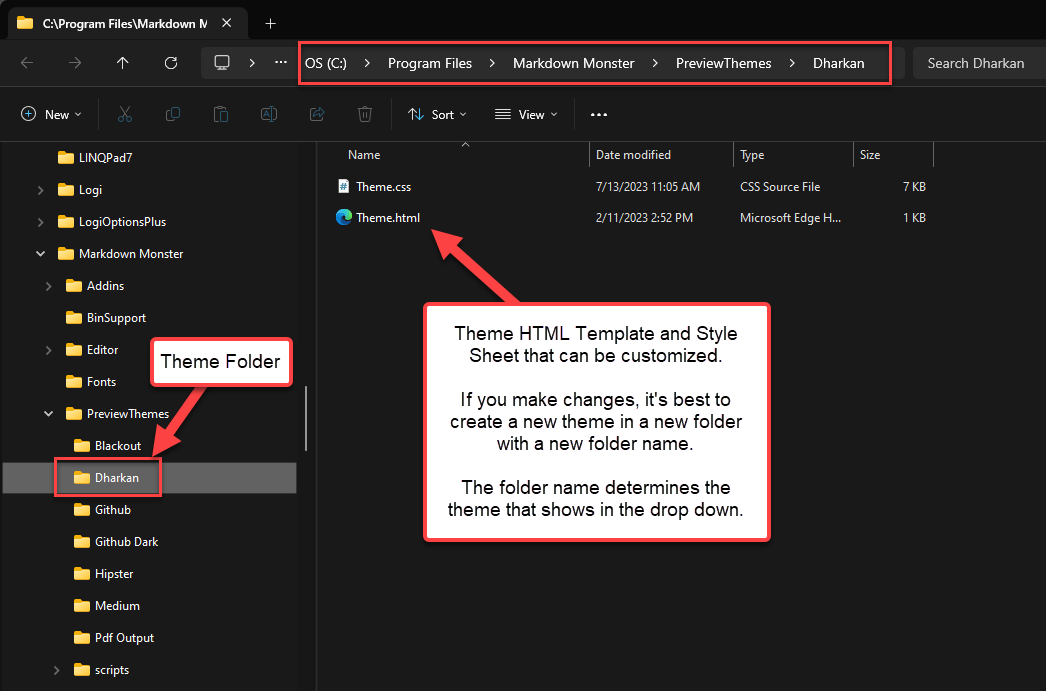 C:\Program Files\Markdown M
OS (C:) > Program Files > Markdown Monster > PreviewThemes > Dharkan
Search Dharkan
New
Sort
View
LINQPad7
Logi
LogiOptionsPlus
Markdown Monster
Addins
BinSupport
Editor
Fonts
PreviewThemes
Blackout
Dharkan
Github
Github Dark
Hipster
Medium
Pdf Output
scripts
Theme Folder
Name Date modified Type Size
Theme.css 7/13/2023 11:05 AM CSS Source File 7 KB
Theme.html 2/11/2023 2:52 PM Microsoft Edge H... 1 KB
Theme HTML Template and Style
Sheet that can be customized.
If you make changes, it's best to
create a new theme in a new folder
with a new folder name.
The folder name determines the
theme that shows in the drop down.